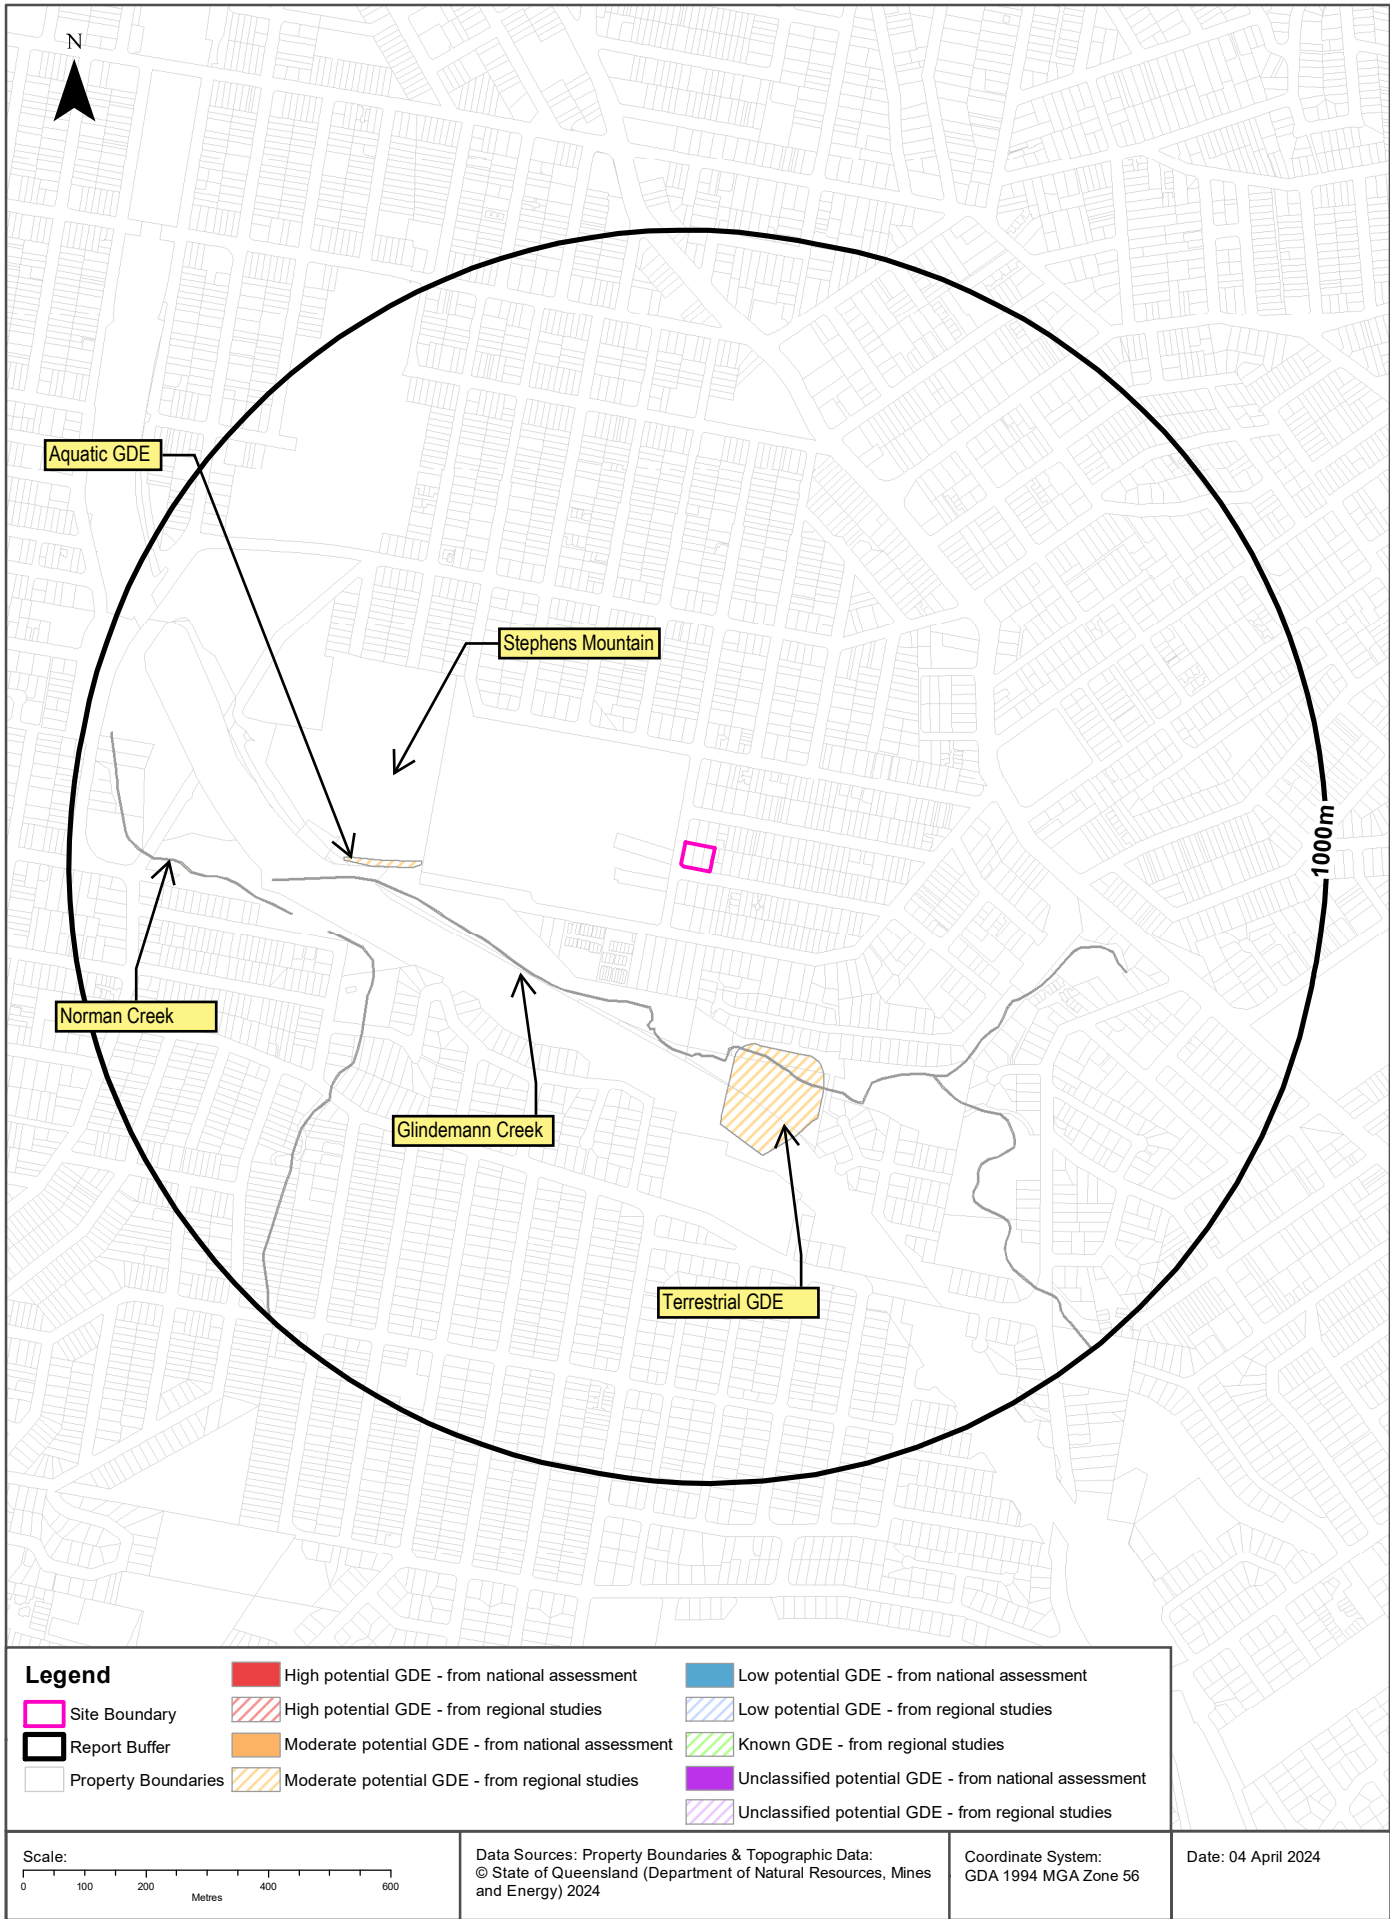 N
Aquatic GDE
Stephens Mountain
1000m
Norman Creek
Glindemann Creek
Terrestrial GDE
Legend
Site Boundary
Report Buffer
Property Boundaries
High potential GDE - from national assessment
High potential GDE - from regional studies
Moderate potential GDE - from national assessment
Moderate potential GDE - from regional studies
Low potential GDE - from national assessment
Low potential GDE - from regional studies
Known GDE - from regional studies
Unclassified potential GDE - from national assessment
Unclassified potential GDE - from regional studies
Scale:
0 100 200 400 600
Metres
Data Sources: Property Boundaries & Topographic Data:
© State of Queensland (Department of Natural Resources, Mines
and Energy) 2024
Coordinate System:
GDA 1994 MGA Zone 56
Date: 04 April 2024